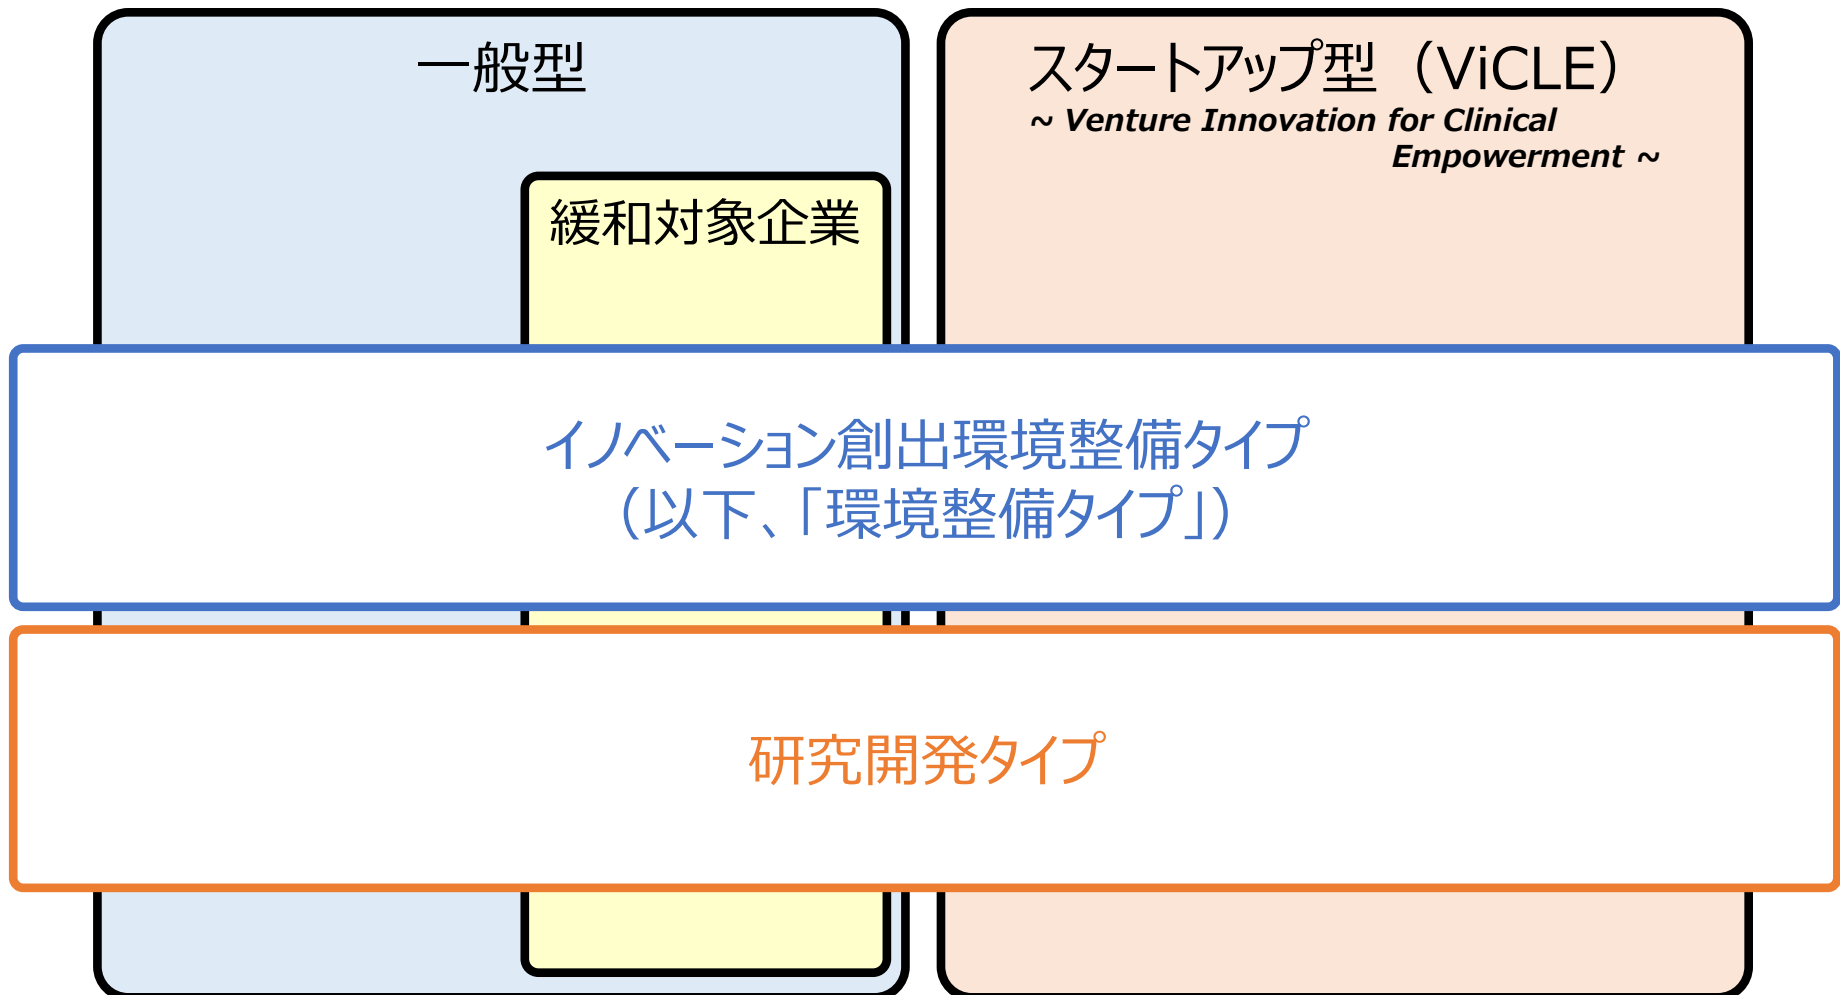 一般型
スタートアップ型（ViCLE）
~ Venture Innovation for Clinical
Empowerment ~
緩和対象企業
イノベーション創出環境整備タイプ
（以下、「環境整備タイプ」）
研究開発タイプ